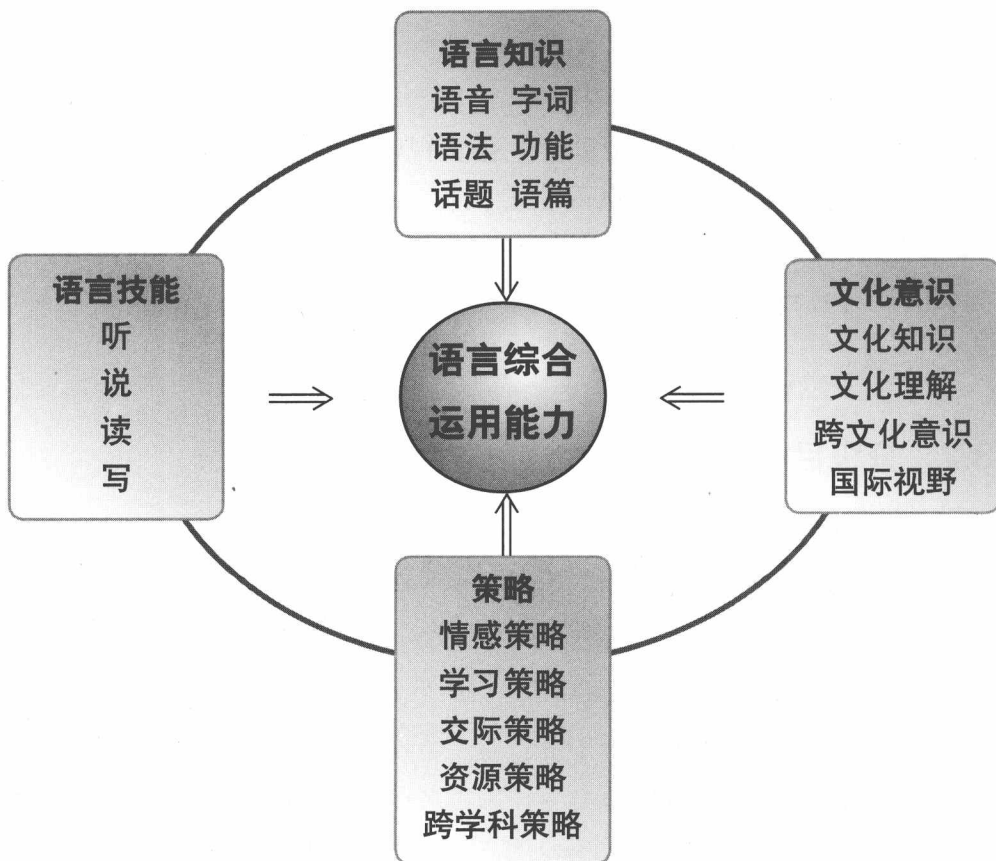 语言知识
语音 字词
语法 功能
话题 语篇
语言技能
听
说
读
写
语言综合
运用能力
文化意识
文化知识
文化理解
跨文化意识
国际视野
策略
情感策略
学习策略
交际策略
资源策略
跨学科策略